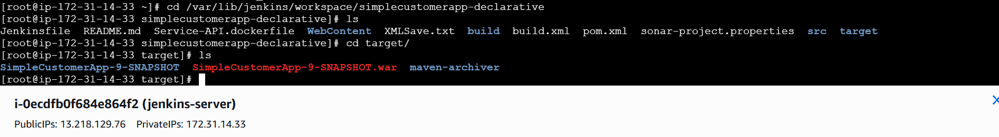 [root@ip-172-31-14-33 ~]# cd /var/lib/jenkins/workspace/simplecustomerapp-declarative
[root@ip-172-31-14-33 simplecustomerapp-declarative]# ls
Jenkinsfile  README.md  Service-API.dockerfile  WebContent  XMLSave.txt  build  build.xml  pom.xml  sonar-project.properties  src  target
[root@ip-172-31-14-33 simplecustomerapp-declarative]# cd target/
[root@ip-172-31-14-33 target]# ls
SimpleCustomerApp-9-SNAPSHOT  SimpleCustomerApp-9-SNAPSHOT.war  maven-archiver
[root@ip-172-31-14-33 target]#
i-0ecdfb0f684e864f2 (jenkins-server)
PublicIPs: 13.218.129.76  PrivateIPs: 172.31.14.33